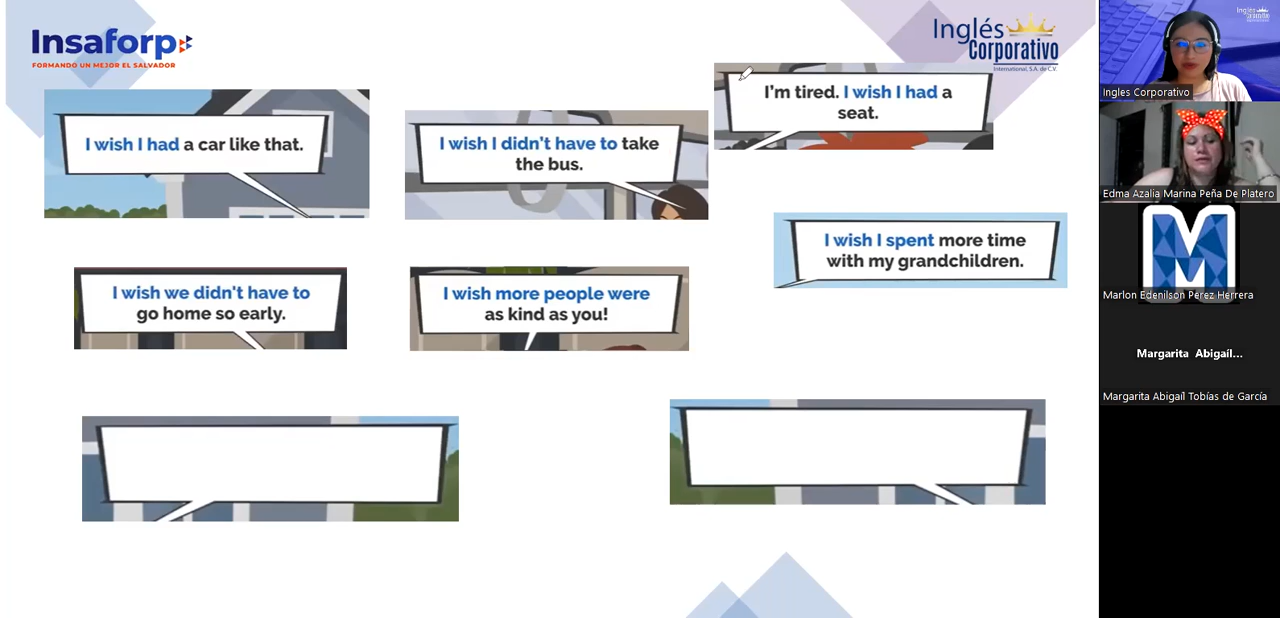 Insaforp
FORMANDO UN MEJOR EL SALVADOR
Inglés
Corporativo
International, S.A. de C.V.
I wish I had a car like that.
I wish I didn't have to take
the bus.
I'm tired. I wish I had a
seat.
I wish I spent more time
with my grandchildren.
I wish we didn't have to
go home so early.
I wish more people were
as kind as you!
Ingles Corporativo
Edma Azalia Marina Peña De Platero
Marlon Edenilson Perez Herrera
Margarita Abigaíl...
Margarita Abigaíl Tobías de García